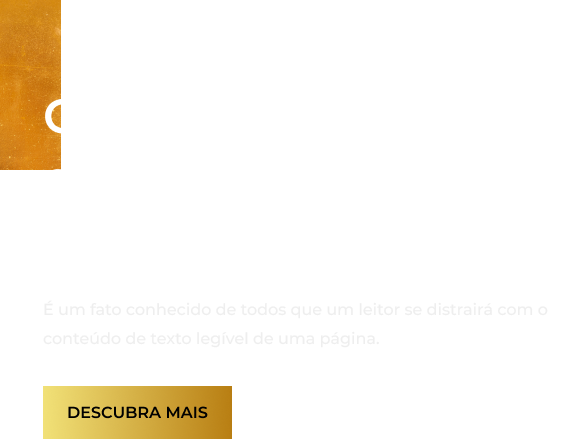 É um fato conhecido de todos que um leitor se distrairá com o
conteúdo de texto legível de uma página.
DESCUBRA MAIS